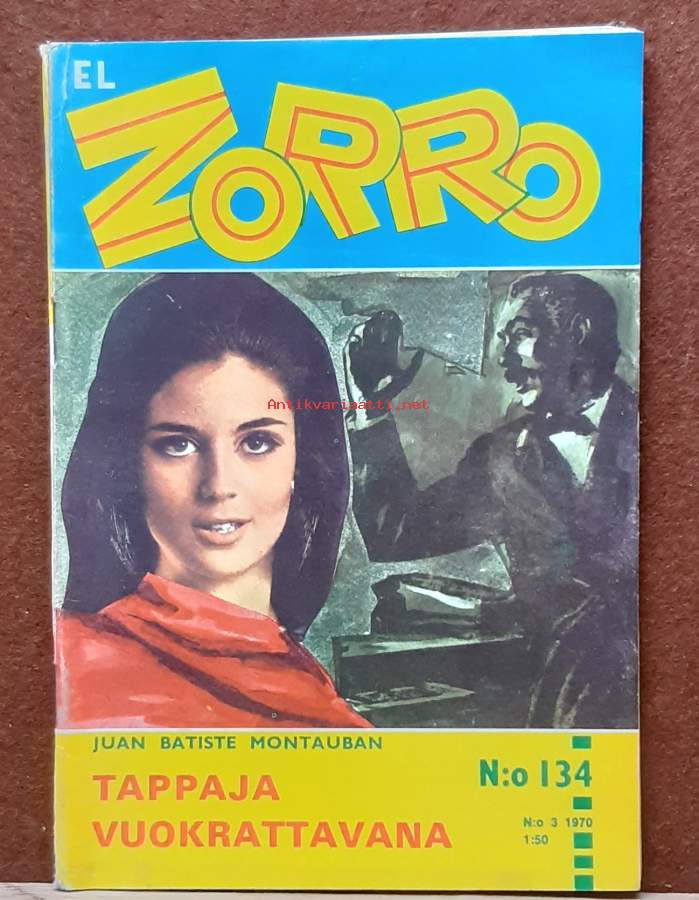 EL
ZORRO
Antikvariaatti.net
JUAN BATISTE MONTAUBAN
TAPPAJA
VUOKRATTAVANA
N:o 134
N:o 3 1970
1:50